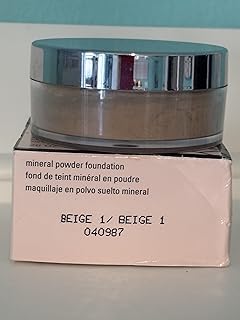 mineral powder foundation
fond de teint minéral en poudre
maquillaje en polvo suelto mineral
BEIGE 1/ BEIGE 1
040987